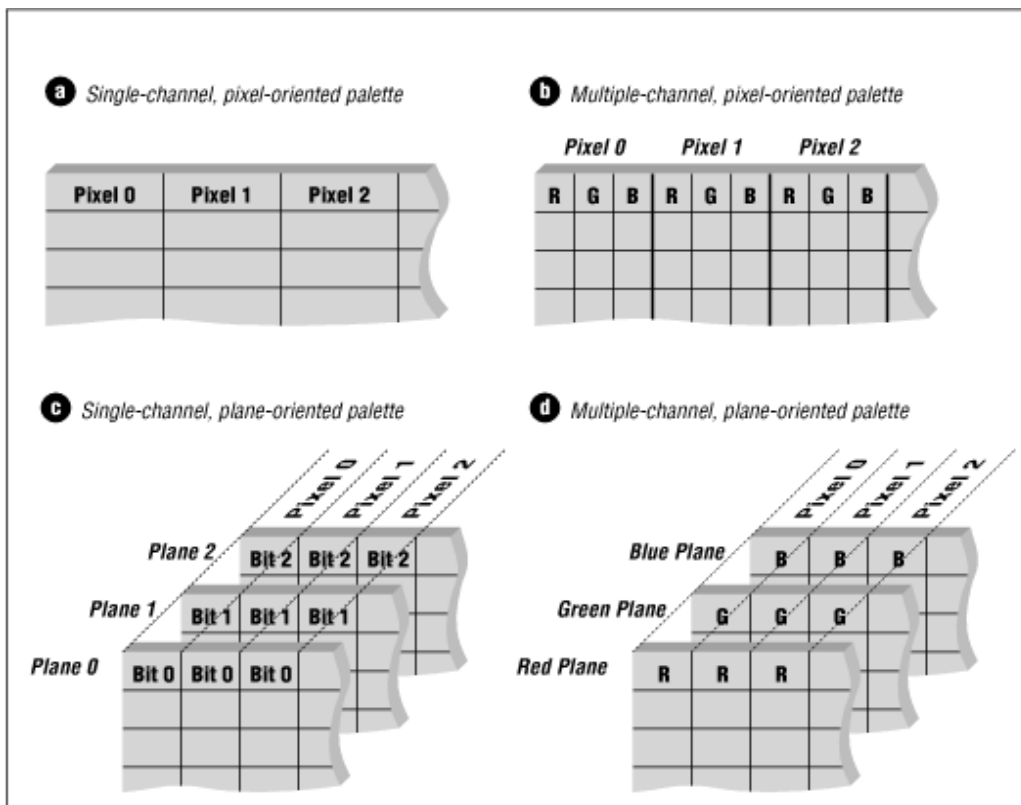 a Single-channel, pixel-oriented palette
Pixel 0 Pixel 1 Pixel 2
b Multiple-channel, pixel-oriented palette
Pixel 0 Pixel 1 Pixel 2
R G B R G B R G B
c Single-channel, plane-oriented palette
Pixel 0 Pixel 1 Pixel 2
Plane 2 Bit 2 Bit 2 Bit 2
Plane 1 Bit 1 Bit 1 Bit 1
Plane 0 Bit 0 Bit 0 Bit 0
d Multiple-channel, plane-oriented palette
Pixel 0 Pixel 1 Pixel 2
Blue Plane B B B
Green Plane G G G
Red Plane R R R